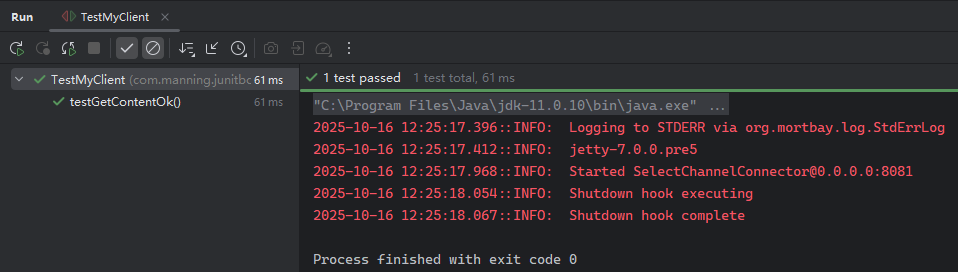 Run TestMyClient
TestMyClient (com.manning.junitbc 61 ms
testGetContentOk() 61 ms
1 test passed 1 test total, 61 ms
"C:\Program Files\Java\jdk-11.0.10\bin\java.exe" ...
2025-10-16 12:25:17.396::INFO:  Logging to STDERR via org.mortbay.log.StdErrLog
2025-10-16 12:25:17.412::INFO:  jetty-7.0.0.pre5
2025-10-16 12:25:17.968::INFO:  Started SelectChannelConnector@0.0.0.0:8081
2025-10-16 12:25:18.054::INFO:  Shutdown hook executing
2025-10-16 12:25:18.067::INFO:  Shutdown hook complete
Process finished with exit code 0